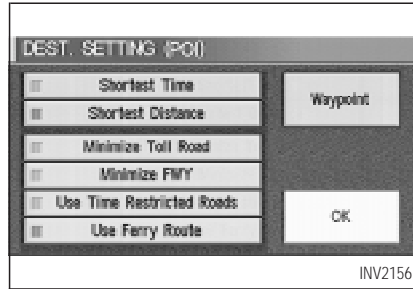 DEST. SETTING (POI)
Shortest Time
Shortest Distance
Waypoint
Minimize Toll Road
Minimize FWY
Use Time Restricted Roads
Use Ferry Route
OK
INV2156